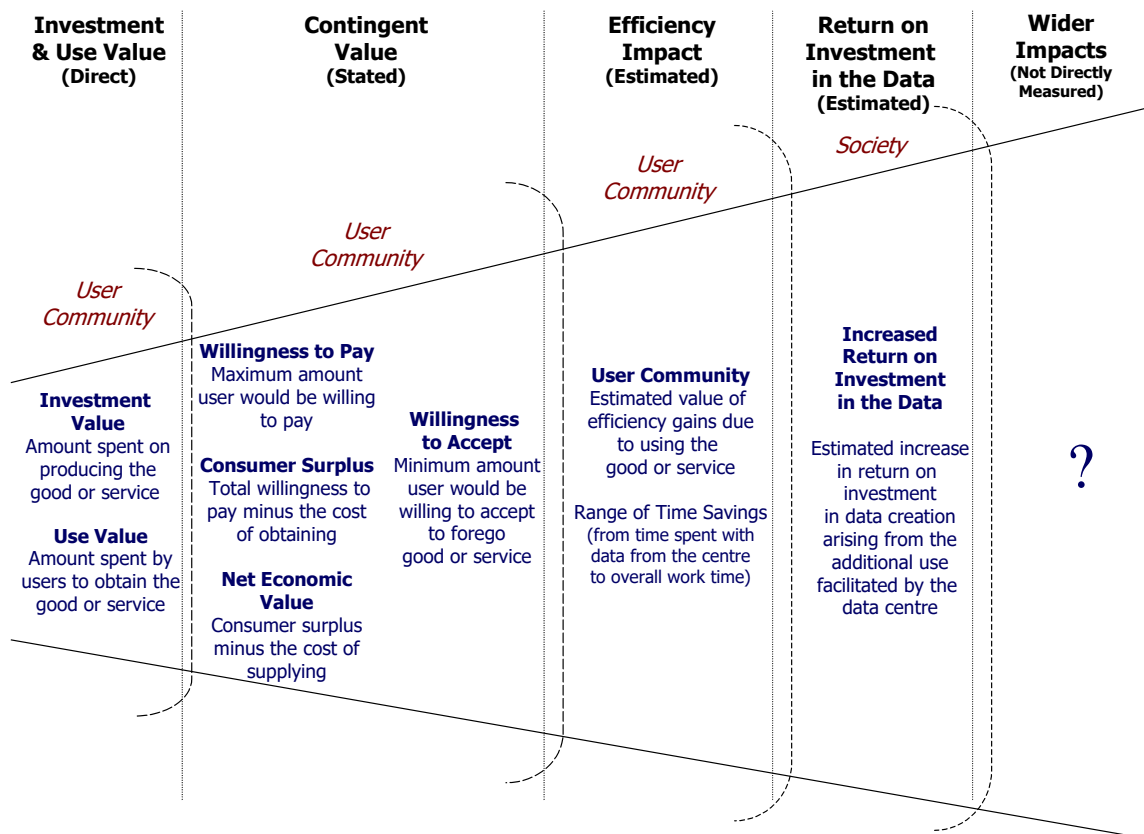 Investment
& Use Value
(Direct)
Contingent
Value
(Stated)
Efficiency
Impact
(Estimated)
Return on
Investment
in the Data
(Estimated)
Wider
Impacts
(Not Directly
Measured)
User
Community
User
Community
User
Community
Society
Investment
Value
Amount spent on
producing the
good or service
Use Value
Amount spent by
users to obtain the
good or service
Willingness to Pay
Maximum amount
user would be willing
to pay
Consumer Surplus
Total willingness to
pay minus the cost
of obtaining
Net Economic
Value
Consumer surplus
minus the cost of
supplying
Willingness
to Accept
Minimum amount
user would be
willing to accept
to forego
good or service
User Community
Estimated value of
efficiency gains due
to using the
good or service
Range of Time Savings
(from time spent with
data from the centre
to overall work time)
Increased
Return on
Investment
in the Data
Estimated increase
in return on
investment
in data creation
arising from the
additional use
facilitated by the
data centre
?